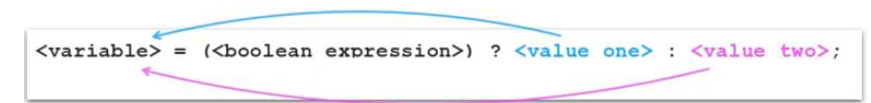 <variable> = (<boolean expression>) ? <value one> : <value two>;